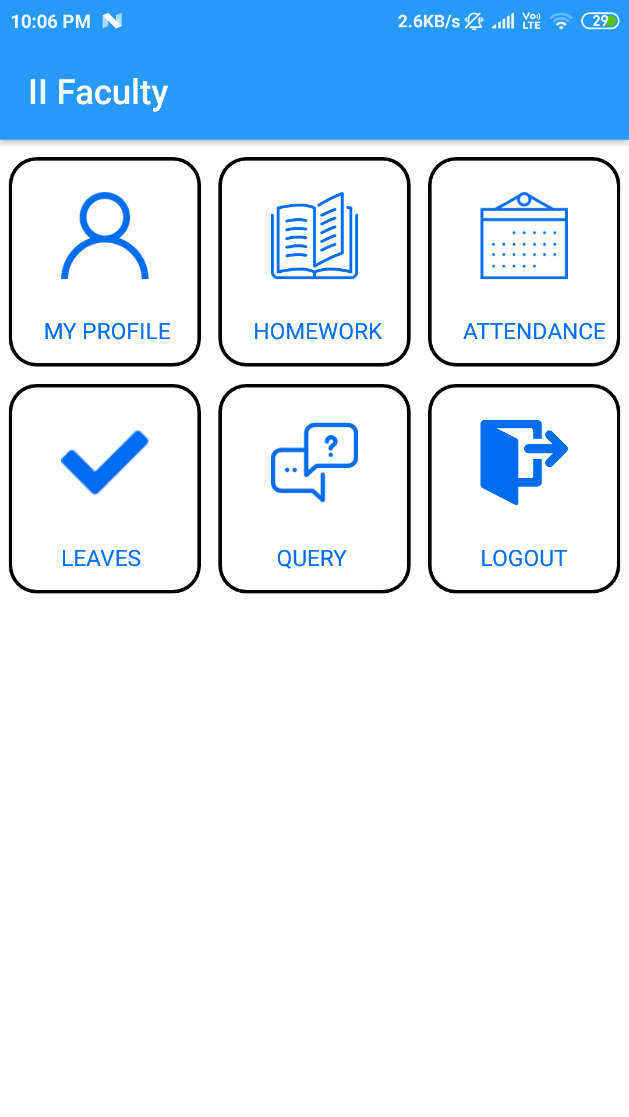 10:06 PM 2.6KB/s Vo)) LTE 29
II Faculty
MY PROFILE HOMEWORK ATTENDANCE
LEAVES QUERY LOGOUT